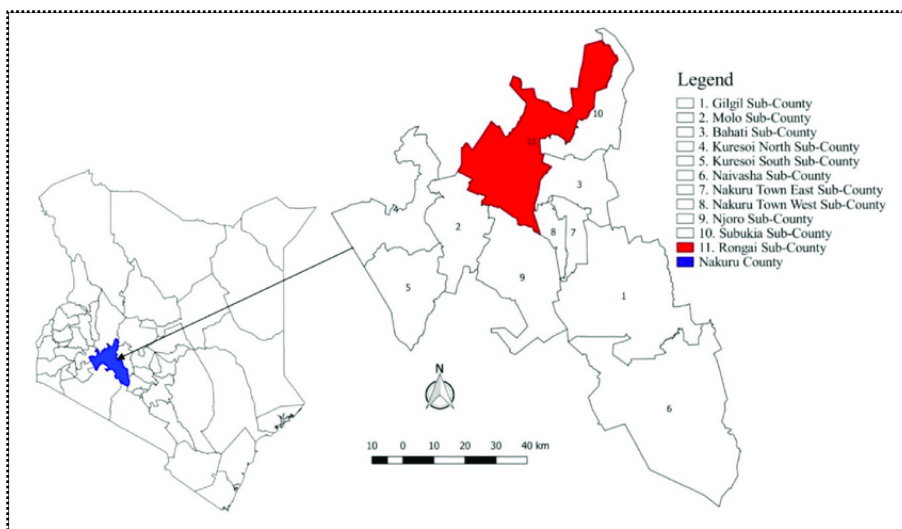 Legend
1. Gilgil Sub-County
2. Molo Sub-County
3. Bahati Sub-County
4. Kuresoi North Sub-County
5. Kuresoi South Sub-County
6. Naivasha Sub-County
7. Nakuru Town East Sub-County
8. Nakuru Town West Sub-County
9. Njoro Sub-County
10. Subukia Sub-County
11. Rongai Sub-County
Nakuru County
10
11
3
4
2
8
7
5
9
1
6
N
10 0 10 20 30 40 km